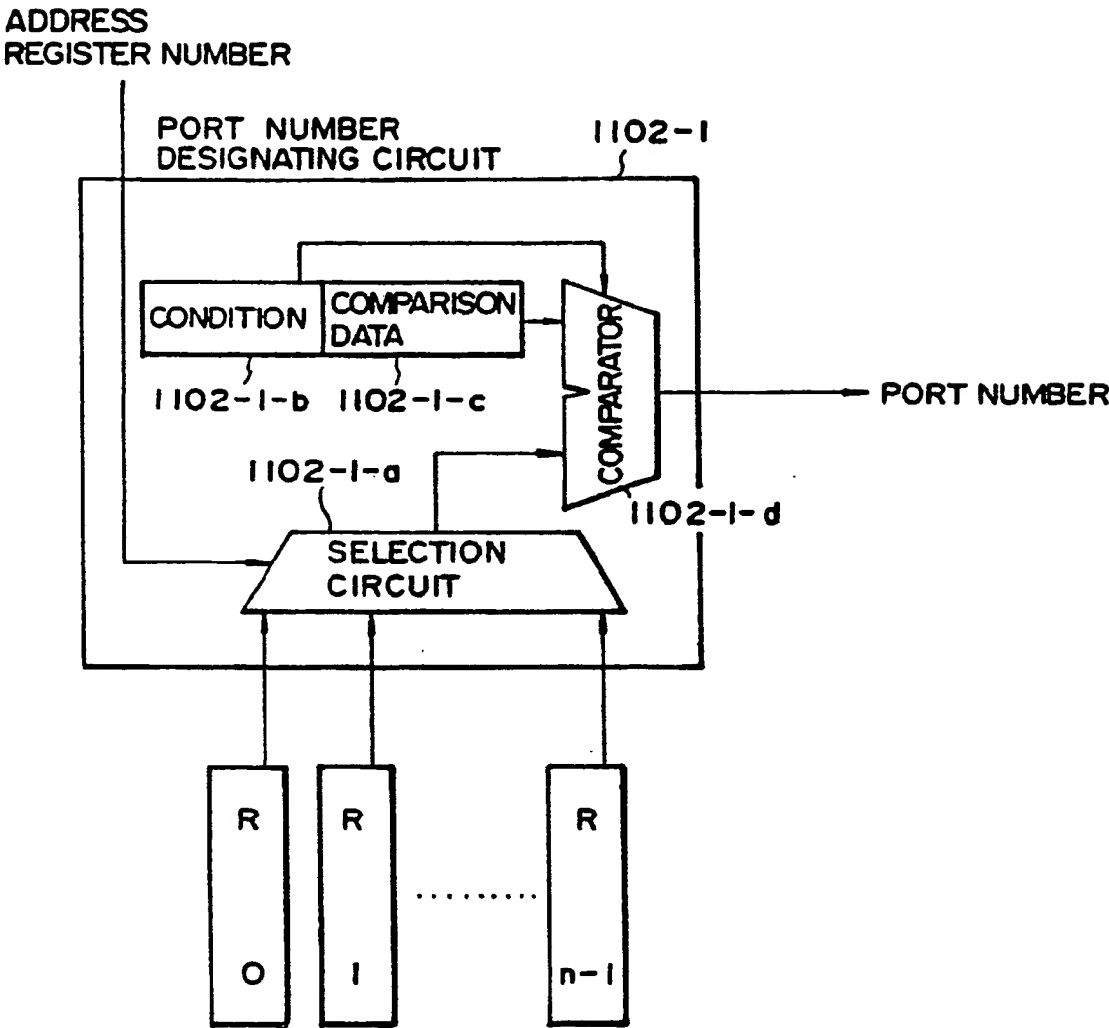 ADDRESS
REGISTER NUMBER
PORT NUMBER
DESIGNATING CIRCUIT
1102-1
CONDITION
COMPARISON
DATA
COMPARATOR
1102-1-b
1102-1-c
PORT NUMBER
1102-1-a
1102-1-d
SELECTION
CIRCUIT
R R R
0 1 n-1